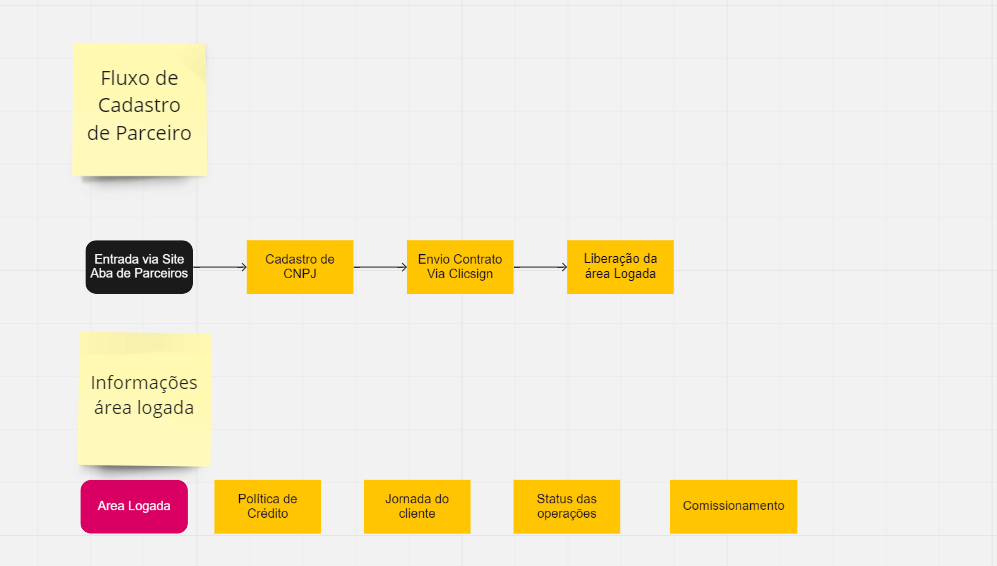 Fluxo de
Cadastro
de Parceiro
Entrada via Site
Aba de Parceiros
Cadastro de
CNPJ
Envio Contrato
Via Clicsign
Liberação da
área Logada
Informações
área logada
Area Logada
Política de
Crédito
Jornada do
cliente
Status das
operações
Comissionamento